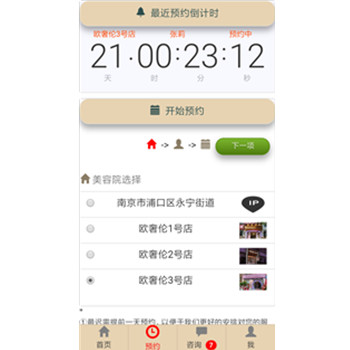 最近预约倒计时
欧奢伦3号店 张莉 预约中
21·00:23:12
天 时 分 秒
开始预约
-> -> 下一项
美容院选择
南京市浦口区永宁街道 IP
欧奢伦1号店
欧奢伦2号店
欧奢伦3号店
*
①最迟需提前一天预约，以便于我们更好的安排对您的服
首页 预约 咨询 7 我